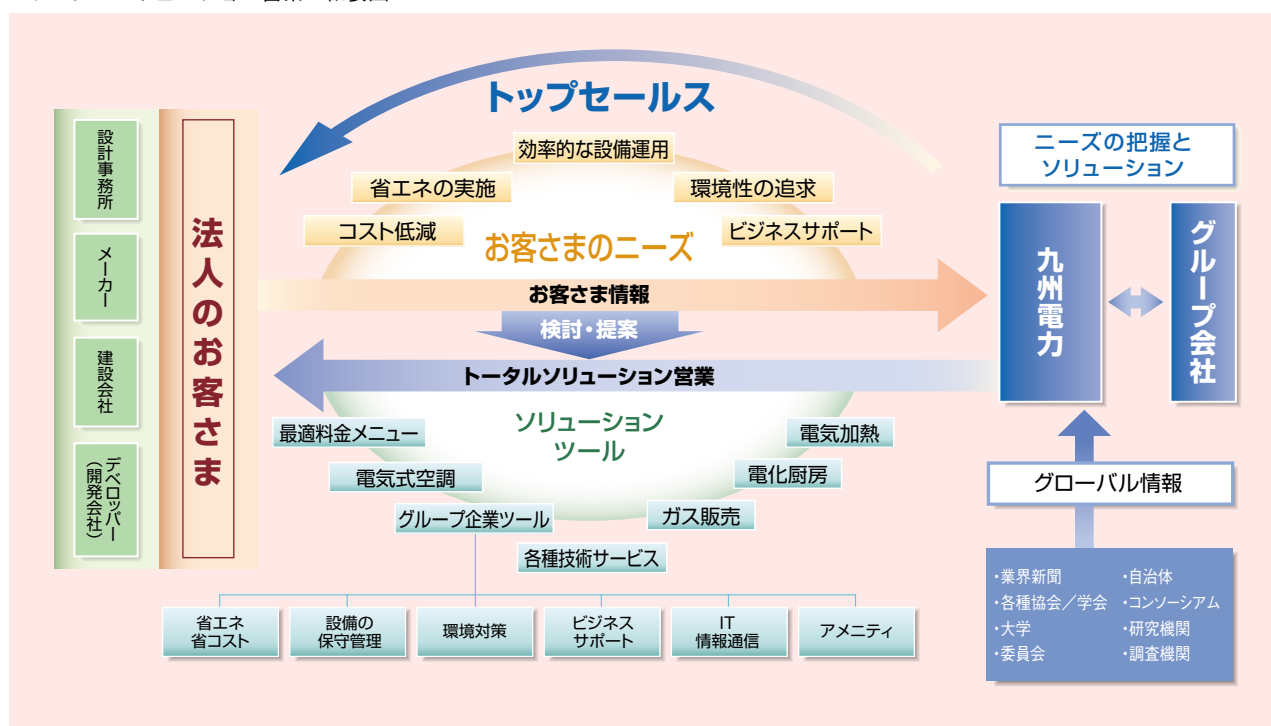 トップセールス
設計事務所
メーカー
建設会社
デベロッパー
（開発会社）
法人のお客さま
効率的な設備運用
省エネの実施
環境性の追求
コスト低減
ビジネスサポート
お客さまのニーズ
お客さま情報
検討・提案
トータルソリューション営業
ソリューション
ツール
最適料金メニュー
電気加熱
電気式空調
電化厨房
グループ企業ツール
ガス販売
各種技術サービス
省エネ
省コスト
設備の
保守管理
環境対策
ビジネス
サポート
IT
情報通信
アメニティ
ニーズの把握と
ソリューション
九州電力
グループ会社
グローバル情報
・業界新聞
・各種協会／学会
・大学
・委員会
・自治体
・コンソーシアム
・研究機関
・調査機関